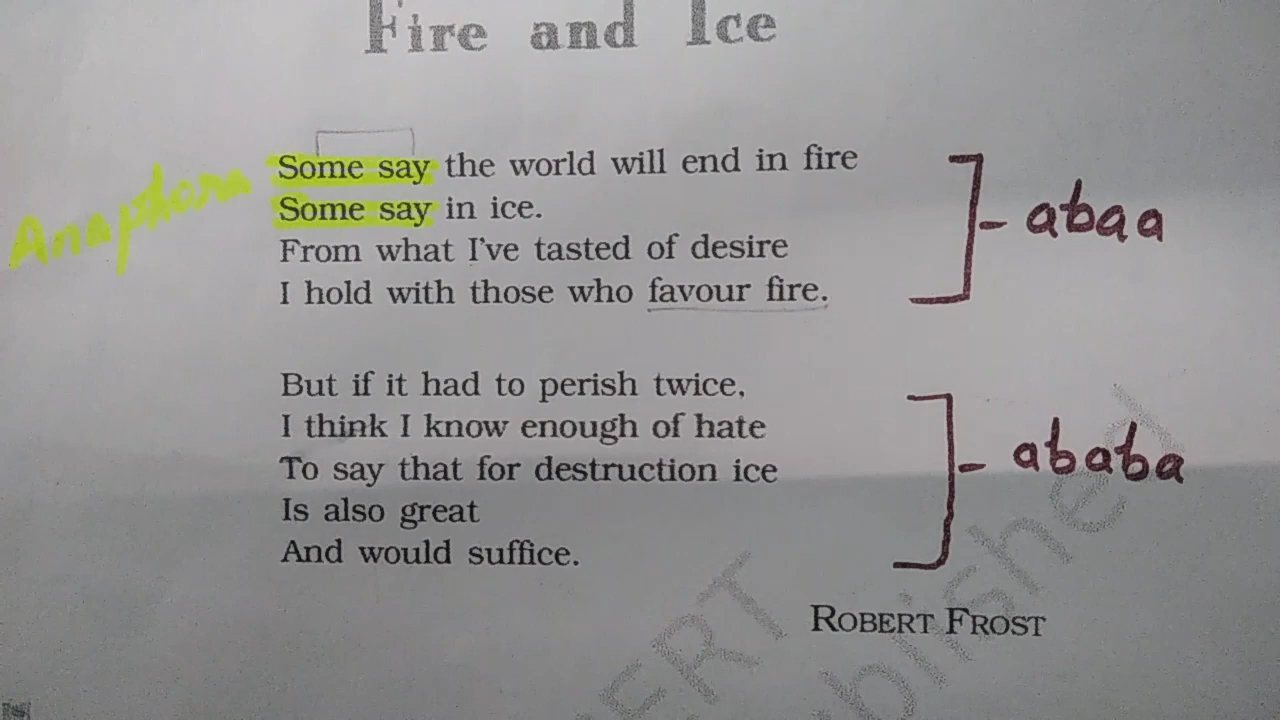 Fire and Ice
Anaphora
Some say the world will end in fire
Some say in ice.
From what I've tasted of desire
I hold with those who favour fire.
- abaa
But if it had to perish twice,
I think I know enough of hate
To say that for destruction ice
Is also great
And would suffice.
- ababa
ROBERT FROST
ERT
blished